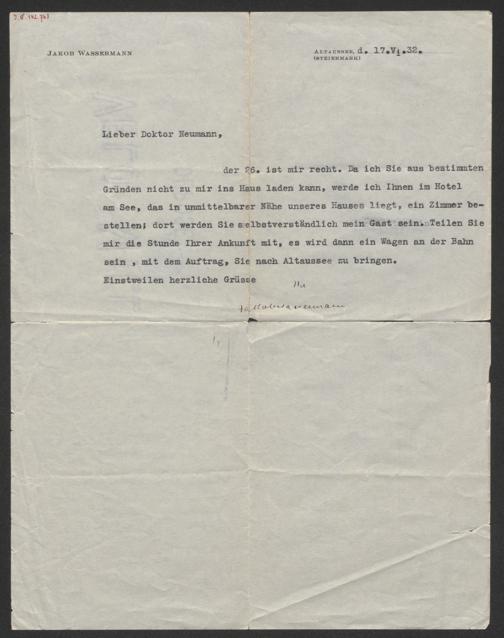 JAKOB WASSERMANN
ALTAUSSEE, d. 17.Vi.32.
(STEIERMARK)
Lieber Doktor Neumann,
der 26. ist mir recht. Da ich Sie aus bestimmten
Gründen nicht zu mir ins Haus laden kann, werde ich Ihnen im Hotel
am See, das in unmittelbarer Nähe unseres Hauses liegt, ein Zimmer be-
stellen; dort werden Sie selbstverständlich mein Gast sein. Teilen Sie
mir die Stunde Ihrer Ankunft mit, es wird dann ein Wagen an der Bahn
sein , mit dem Auftrag, Sie nach Altaussee zu bringen.
Einstweilen herzliche Grüsse
Ihr
JakobWassermann